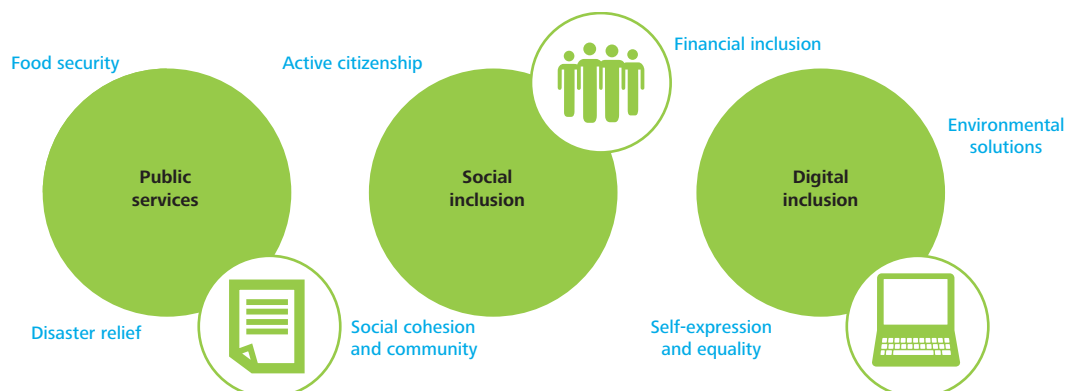 Food security
Active citizenship
Financial inclusion
Environmental
solutions
Public
services
Social
inclusion
Digital
inclusion
Disaster relief
Social cohesion
and community
Self-expression
and equality